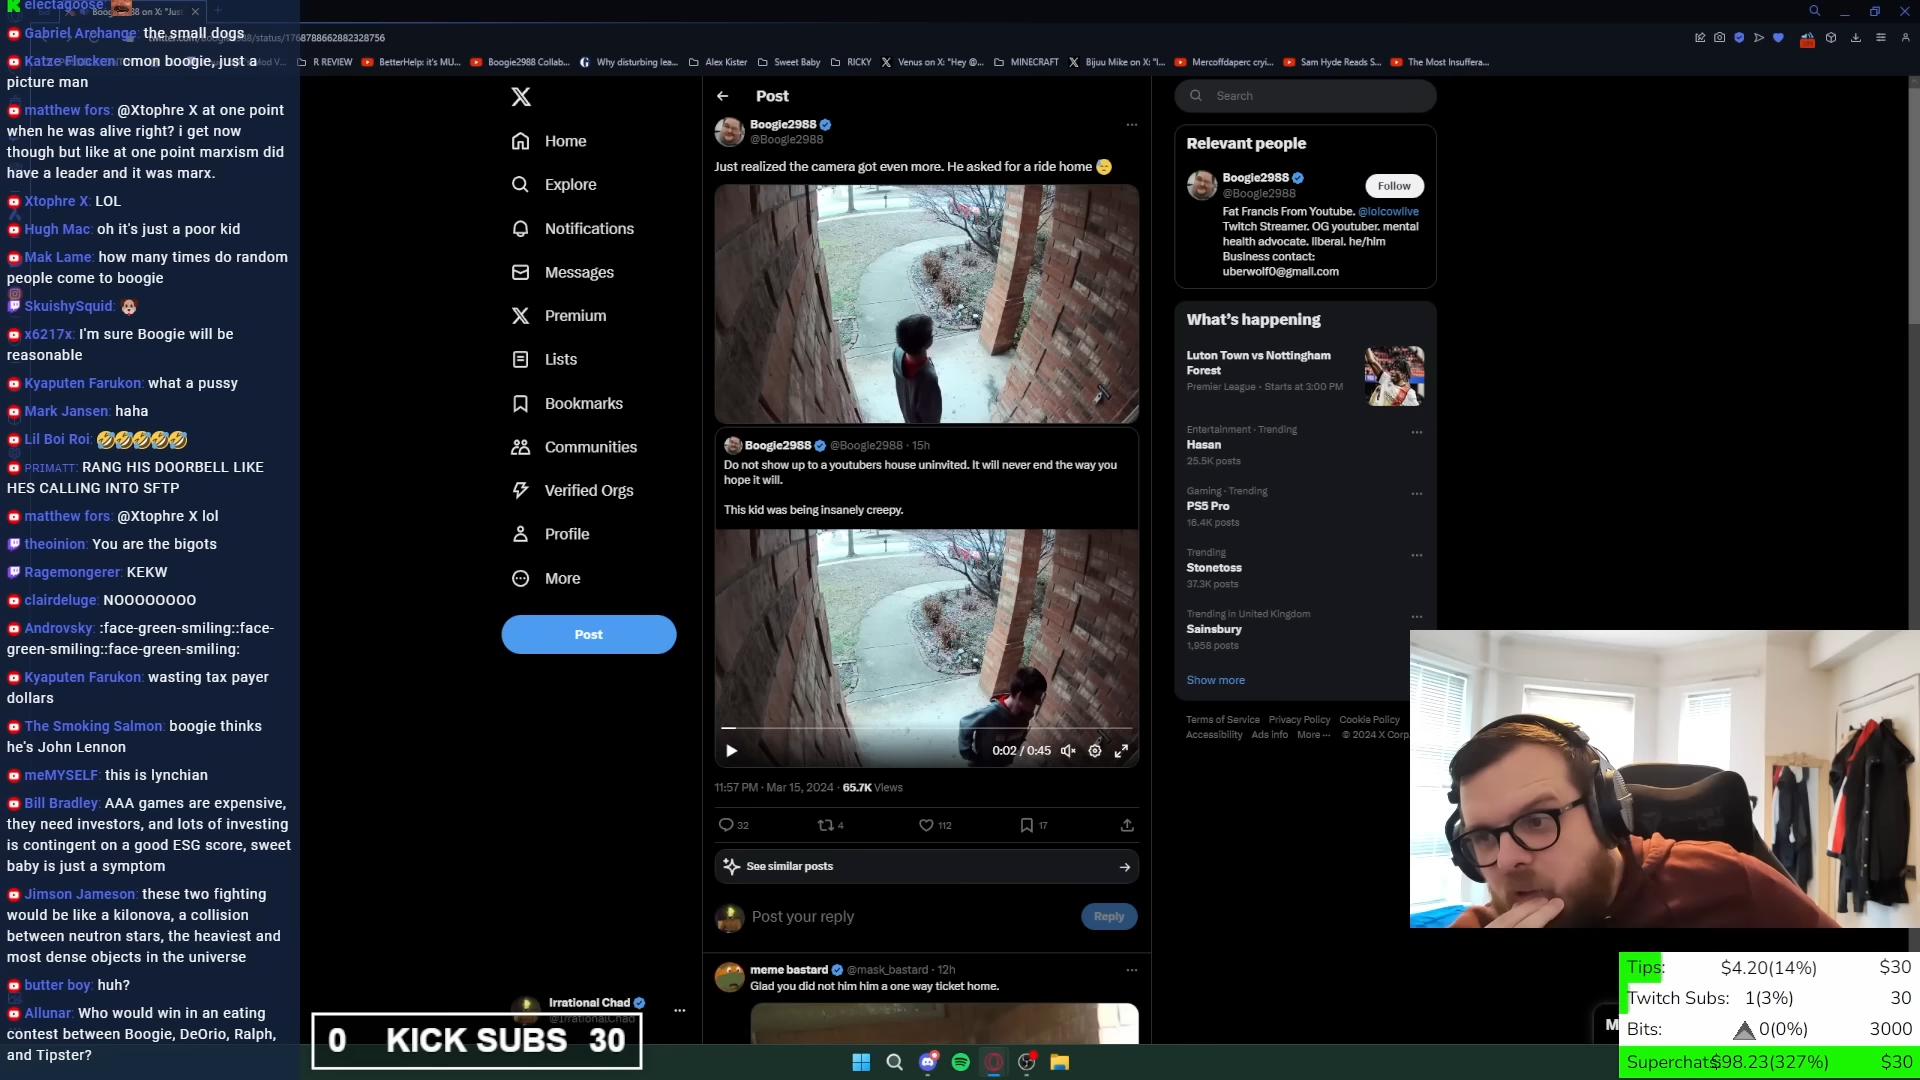 electagoose:
Gabriel Archange: the small dogs
Katze Flicken: cmon boogie, just a
picture man
matthew fors: @Xtophre X at one point
when he was alive right? i get now
though but like at one point marxism did
have a leader and it was marx.
Xtophre X: LOL
Hugh Mac: oh it's just a poor kid
Mak Lame: how many times do random
people come to boogie
SkuishySquid:
x6217x: I'm sure Boogie will be
reasonable
Kyaputen Farukon: what a pussy
Mark Jansen: haha
Lil Boi Roi: 🤣🤣🤣🤣🤣
PRIMATT: RANG HIS DOORBELL LIKE
HES CALLING INTO SFTP
matthew fors: @Xtophre X lol
theoinion: You are the bigots
Ragemongerer: KEKW
clairdeluge: NOOOOOOOO
Androvsky: :face-green-smiling::face-
green-smiling::face-green-smiling:
Kyaputen Farukon: wasting tax payer
dollars
The Smoking Salmon: boogie thinks
he's John Lennon
meMYSELF: this is lynchian
Bill Bradley: AAA games are expensive,
they need investors, and lots of investing
is contingent on a good ESG score, sweet
baby is just a symptom
Jimson Jameson: these two fighting
would be like a kilonova, a collision
between neutron stars, the heaviest and
most dense objects in the universe
butter boy: huh?
Allunar: Who would win in an eating
contest between Boogie, DeOrio, Ralph,
and Tipster?
88 on X: "Just
/status/1768788662882328756
R REVIEW
BetterHelp: it's MU...
Boogie2988 Collab...
Why disturbing lea...
Alex Kister
Sweet Baby
RICKY
Venus on X: "Hey @...
MINECRAFT
Bijuu Mike on X: "I...
Mercoffdaperc cryi...
Sam Hyde Reads S...
The Most Insuffera...
Home
Explore
Notifications
Messages
Premium
Lists
Bookmarks
Communities
Verified Orgs
Profile
More
Post
Irrational Chad
@IrrationalChad
0 KICK SUBS 30
Post
Boogie2988
@Boogie2988
Just realized the camera got even more. He asked for a ride home
Boogie2988 @Boogie2988 · 15h
Do not show up to a youtubers house uninvited. It will never end the way you
hope it will.
This kid was being insanely creepy.
0:02 / 0:45
11:57 PM · Mar 15, 2024 · 65.7K Views
32
4
112
17
See similar posts
Post your reply
Reply
meme bastard @mask_bastard · 12h
Glad you did not him him a one way ticket home.
Search
Relevant people
Boogie2988
@Boogie2988
Follow
Fat Francis From Youtube. @lolcowlive
Twitch Streamer. OG youtuber. mental
health advocate. liberal. he/him
Business contact:
uberwolf0@gmail.com
What's happening
Luton Town vs Nottingham
Forest
Premier League · Starts at 3:00 PM
Entertainment · Trending
Hasan
25.5K posts
Gaming · Trending
PS5 Pro
16.4K posts
Trending
Stonetoss
37.3K posts
Trending in United Kingdom
Sainsbury
1,958 posts
Show more
Terms of Service Privacy Policy Cookie Policy
Accessibility Ads info More ··· © 2024 X Corp.
M
Tips: $4.20(14%) $30
Twitch Subs: 1(3%) 30
Bits: 0(0%) 3000
Superchats $98.23(327%) $30